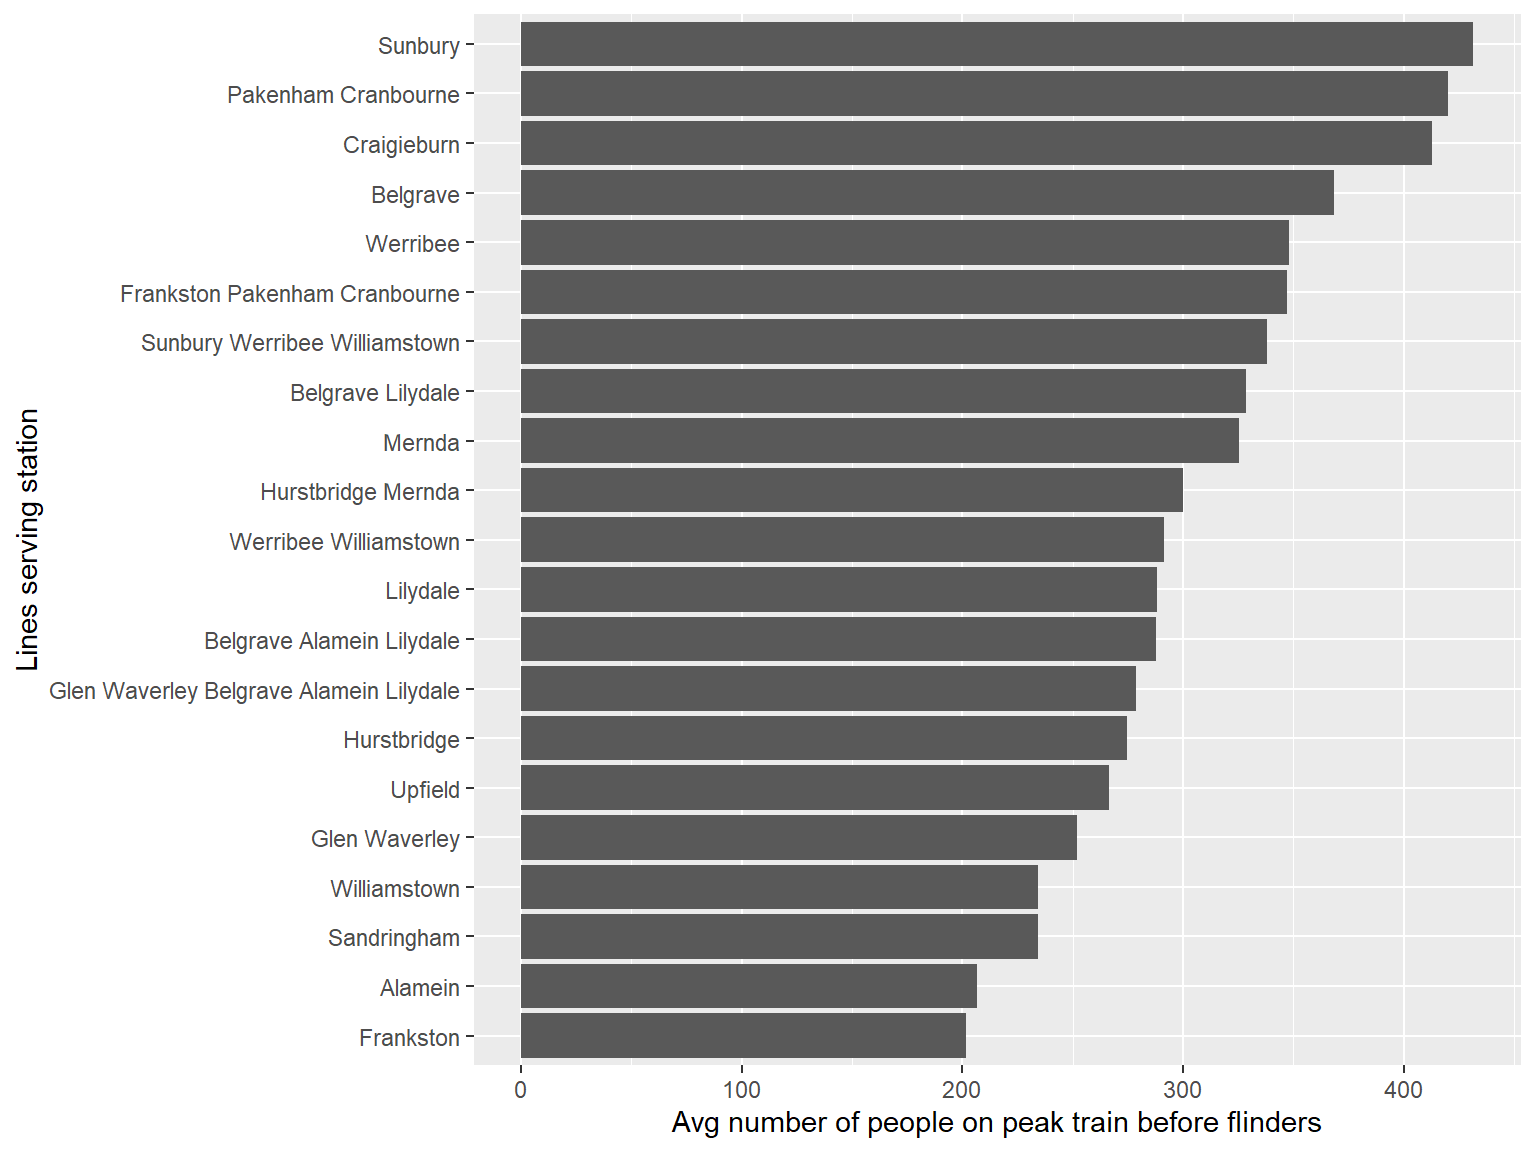 Lines serving station
Sunbury
Pakenham Cranbourne
Craigieburn
Belgrave
Werribee
Frankston Pakenham Cranbourne
Sunbury Werribee Williamstown
Belgrave Lilydale
Mernda
Hurstbridge Mernda
Werribee Williamstown
Lilydale
Belgrave Alamein Lilydale
Glen Waverley Belgrave Alamein Lilydale
Hurstbridge
Upfield
Glen Waverley
Williamstown
Sandringham
Alamein
Frankston
0 100 200 300 400
Avg number of people on peak train before flinders